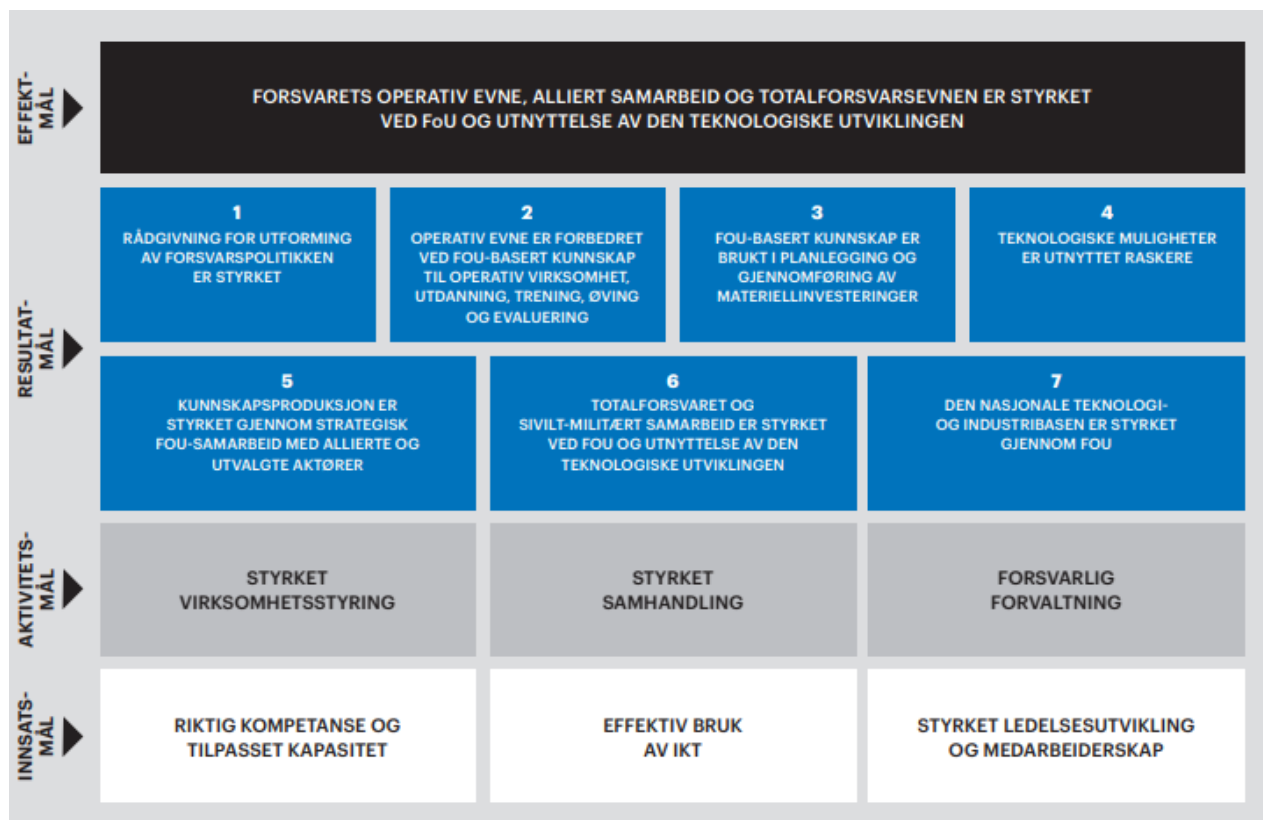 EFFEKT-
MÅL
FORSVARETS OPERATIV EVNE, ALLIERT SAMARBEID OG TOTALFORSVARSEVNEN ER STYRKET
VED FoU OG UTNYTTELSE AV DEN TEKNOLOGISKE UTVIKLINGEN
RESULTAT-
MÅL
1
RÅDGIVNING FOR UTFORMING
AV FORSVARSPOLITIKKEN
ER STYRKET
2
OPERATIV EVNE ER FORBEDRET
VED FOU-BASERT KUNNSKAP
TIL OPERATIV VIRKSOMHET,
UTDANNING, TRENING, ØVING
OG EVALUERING
3
FOU-BASERT KUNNSKAP ER
BRUKT I PLANLEGGING OG
GJENNOMFØRING AV
MATERIELLINVESTERINGER
4
TEKNOLOGISKE MULIGHETER
ER UTNYTTET RASKERE
5
KUNNSKAPSPRODUKSJON ER
STYRKET GJENNOM STRATEGISK
FOU-SAMARBEID MED ALLIERTE OG
UTVALGTE AKTØRER
6
TOTALFORSVARET OG
SIVILT-MILITÆRT SAMARBEID ER STYRKET
VED FOU OG UTNYTTELSE AV DEN
TEKNOLOGISKE UTVIKLINGEN
7
DEN NASJONALE TEKNOLOGI-
OG INDUSTRIBASEN ER STYRKET
GJENNOM FOU
AKTIVITETS-
MÅL
STYRKET
VIRKSOMHETSSTYRING
STYRKET
SAMHANDLING
FORSVARLIG
FORVALTNING
INNSATS-
MÅL
RIKTIG KOMPETANSE OG
TILPASSET KAPASITET
EFFEKTIV BRUK
AV IKT
STYRKET LEDELSESUTVIKLING
OG MEDARBEIDERSKAP